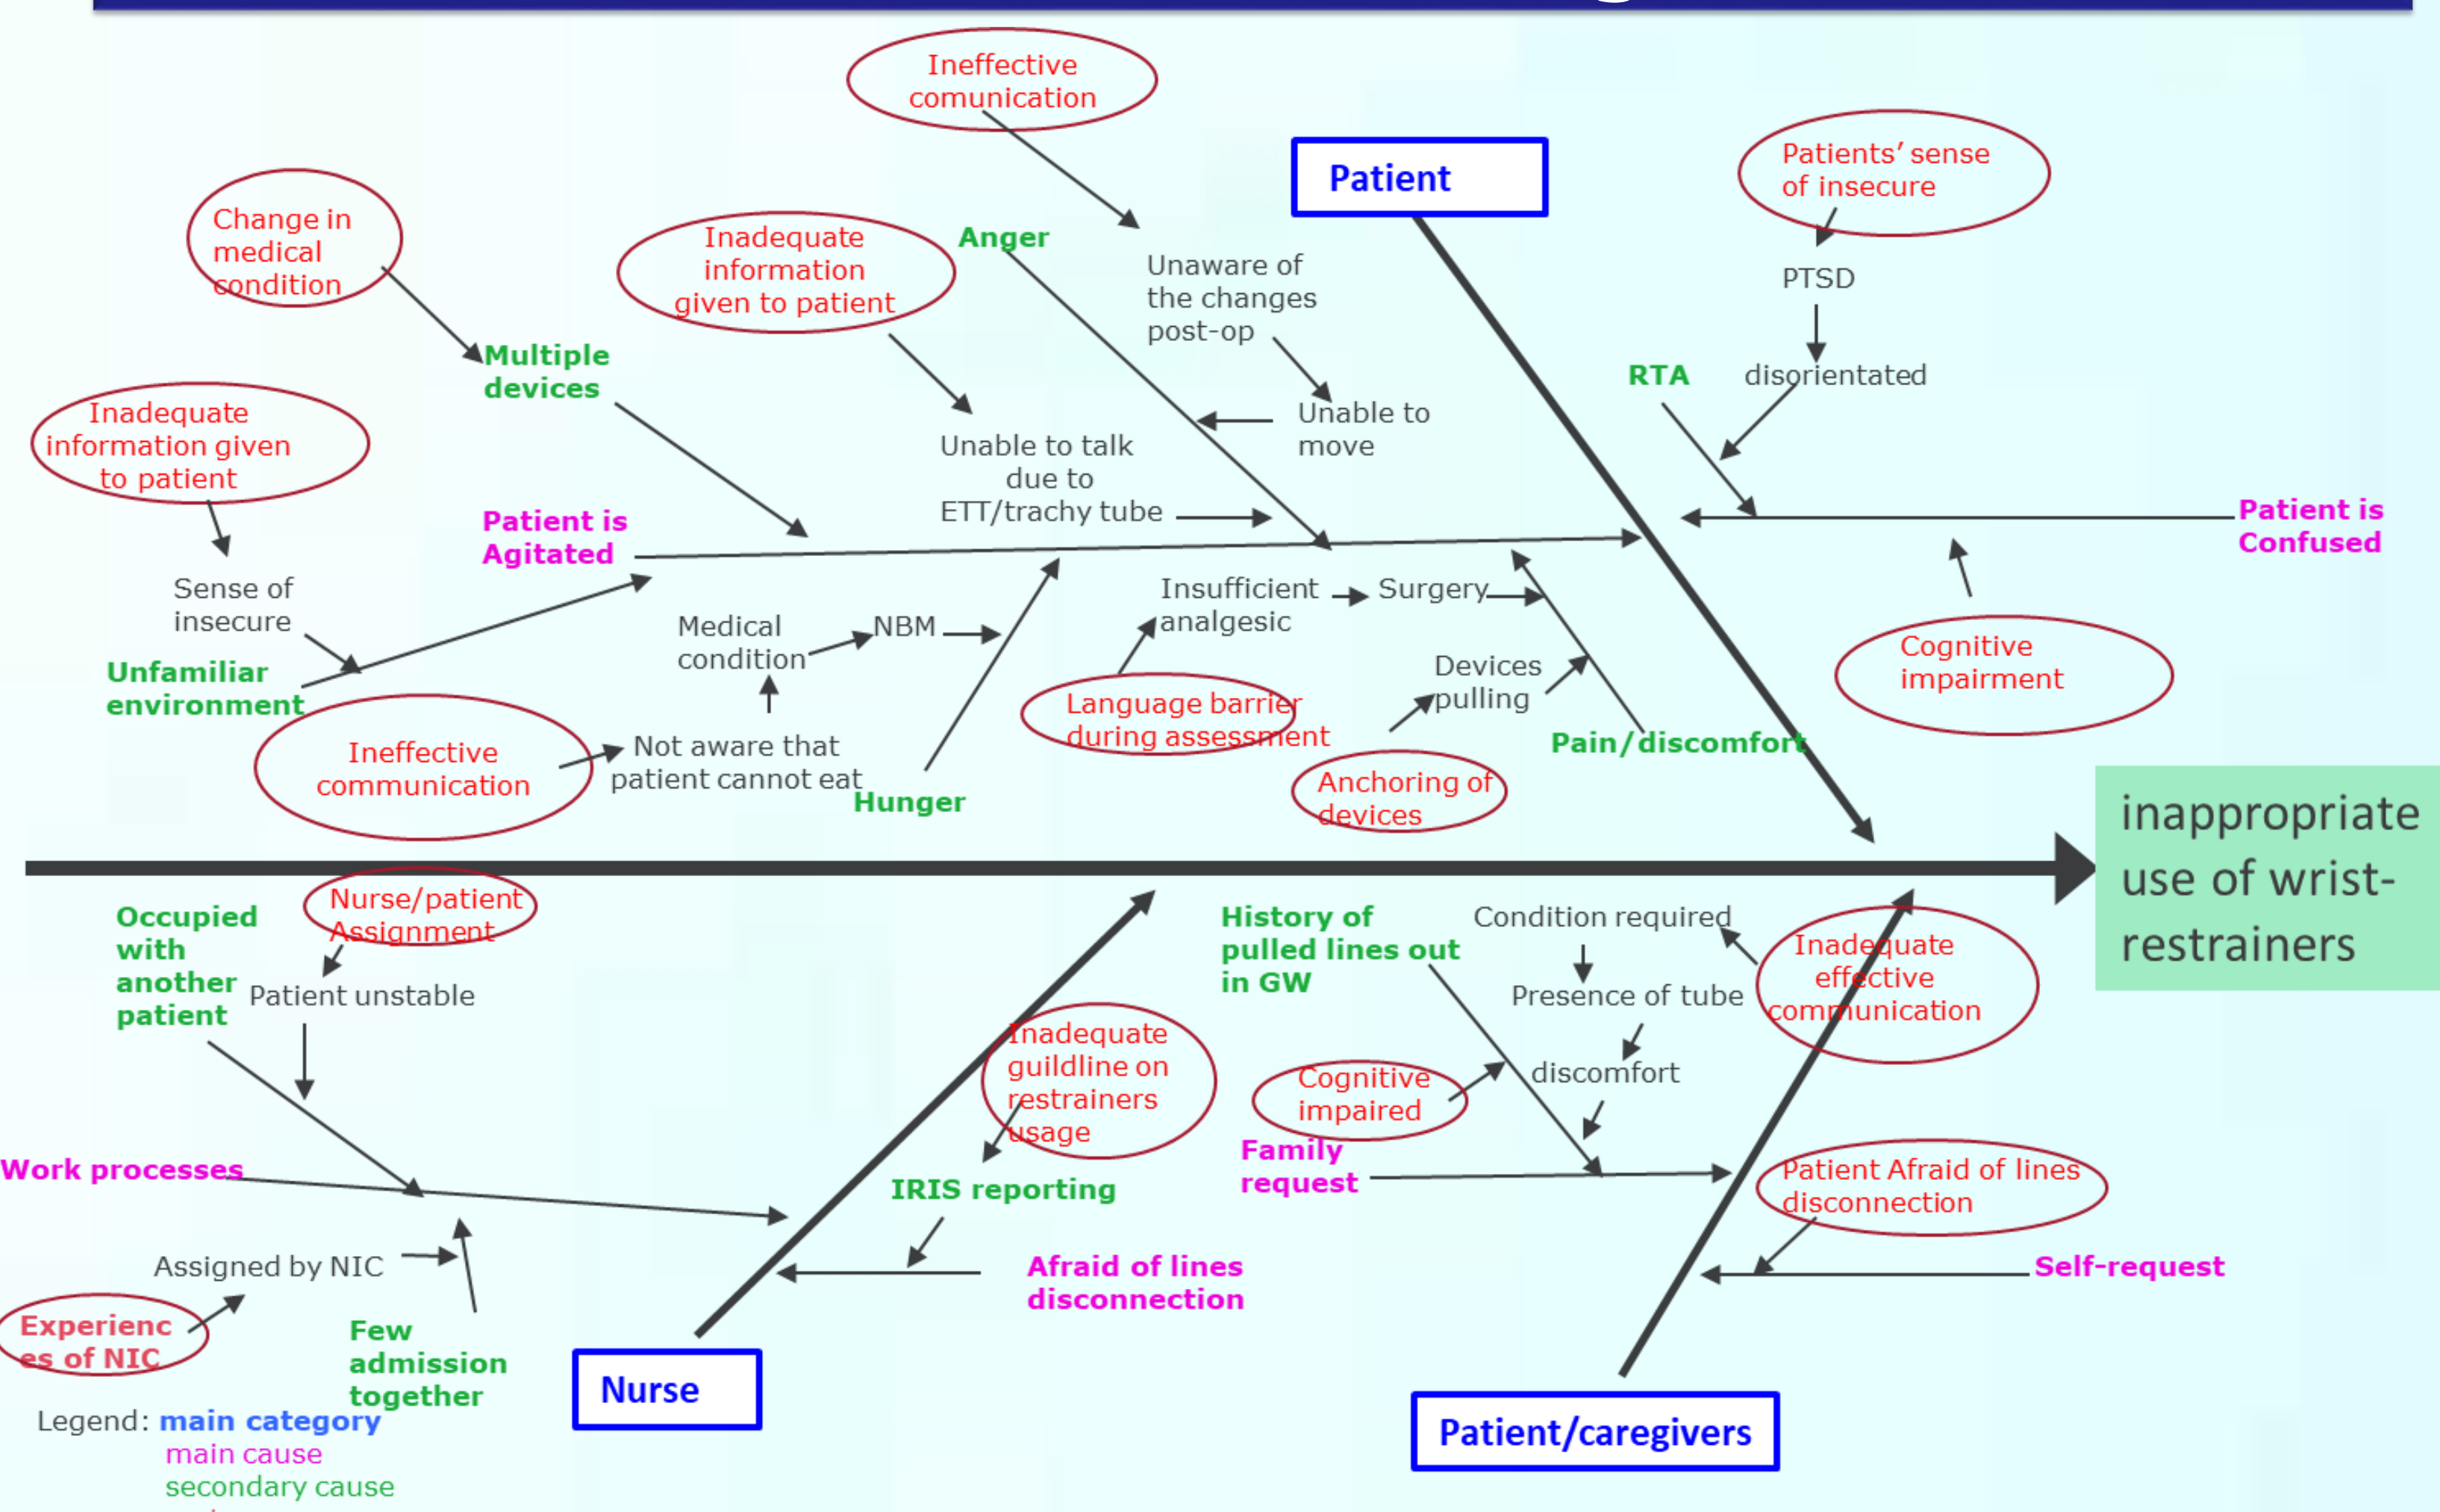 Ineffective
comunication
Patient
Patients’ sense
of insecure
Change in
medical
condition
Inadequate
information
given to patient
Anger
Unaware of
the changes
post-op
PTSD
Multiple
devices
RTA
disorientated
Inadequate
information given
to patient
Unable to
move
Unable to talk
due to
ETT/trachy tube
Patient is
Agitated
Patient is
Confused
Sense of
insecure
Insufficient
analgesic
Surgery
Medical
condition
NBM
Unfamiliar
environment
Devices
pulling
Cognitive
impairment
Language barrier
during assessment
Pain/discomfort
Ineffective
communication
Not aware that
patient cannot eat
Hunger
Anchoring of
devices
inappropriate
use of wrist-
restrainers
Nurse/patient
Assignment
Occupied
with
another
patient
Patient unstable
History of
pulled lines out
in GW
Condition required
Inadequate
effective
communication
Presence of tube
Inadequate
guildline on
restrainers
usage
Cognitive
impaired
discomfort
Work processes
Family
request
Patient Afraid of lines
disconnection
IRIS reporting
Assigned by NIC
Afraid of lines
disconnection
Self-request
Experienc
es of NIC
Few
admission
together
Nurse
Patient/caregivers
Legend: main category
main cause
secondary cause